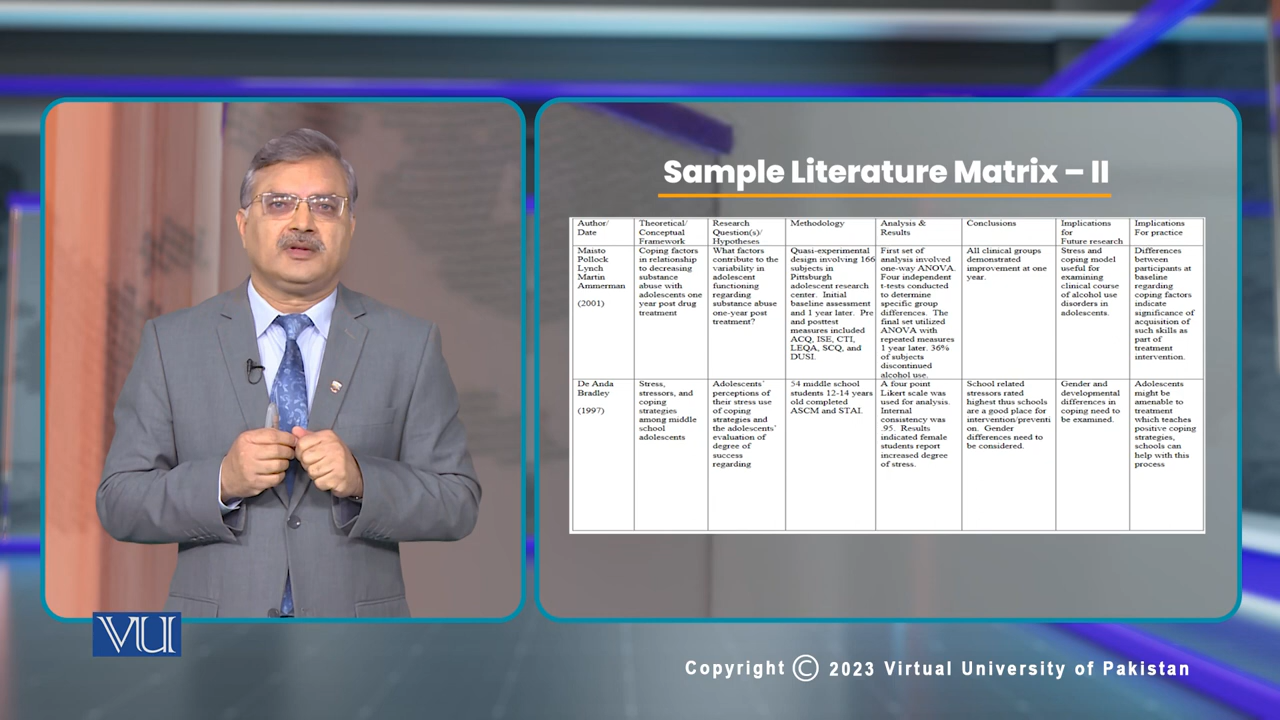 Sample Literature Matrix – II
Author/
Date
Theoretical/
Conceptual
Framework
Research
Question(s)/
Hypotheses
Methodology
Analysis &
Results
Conclusions
Implications
for
Future research
Implications
For practice
Maisto
Pollock
Lynch
Martin
Ammerman
(2001)
Coping factors
in relationship
to decreasing
substance
abuse with
adolescents one
year post drug
treatment
What factors
contribute to the
variability in
adolescent
functioning
regarding
substance abuse
one-year post
treatment?
Quasi-experimental
design involving 166
subjects in
Pittsburgh
adolescent research
center. Initial
baseline assessment
and 1 year later. Pre
and posttest
measures included
ACQ, ISE, CTI,
LEQA, SCQ, and
DUSI.
First set of
analysis involved
one-way ANOVA.
Four independent
t-tests conducted
to determine
specific group
differences. The
final set utilized
ANOVA with
repeated measures
1 year later. 36%
of subjects
discontinued
alcohol use.
All clinical groups
demonstrated
improvement at one
year.
Stress and
coping model
useful for
examining
clinical course
of alcohol use
disorders in
adolescents.
Differences
between
participants at
baseline
regarding
coping factors
indicate
significance of
acquisition of
such skills as
part of
treatment
intervention.
De Anda
Bradley
(1997)
Stress,
stressors, and
coping
strategies
among middle
school
adolescents
Adolescents'
perceptions of
their stress use
of coping
strategies and
the adolescents'
evaluation of
degree of
success
regarding
54 middle school
students 12-14 years
old completed
ASCM and STAI.
A four point
Likert scale was
used for analysis.
Internal
consistency was
.95. Results
indicated female
students report
increased degree
of stress.
School related
stressors rated
highest thus schools
are a good place for
intervention/preventi
on. Gender
differences need to
be considered.
Gender and
developmental
differences in
coping need to
be examined.
Adolescents
might be
amenable to
treatment
which teaches
positive coping
strategies,
schools can
help with this
process
VU
Copyright © 2023 Virtual University of Pakistan